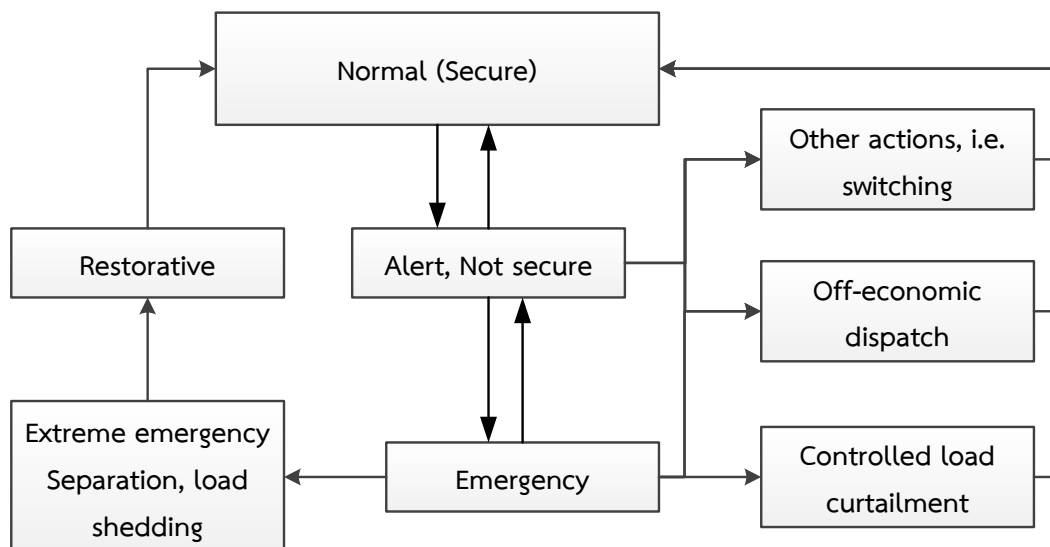 Normal (Secure)
Other actions, i.e.
switching
Restorative
Alert, Not secure
Off-economic
dispatch
Extreme emergency
Separation, load
shedding
Emergency
Controlled load
curtailment